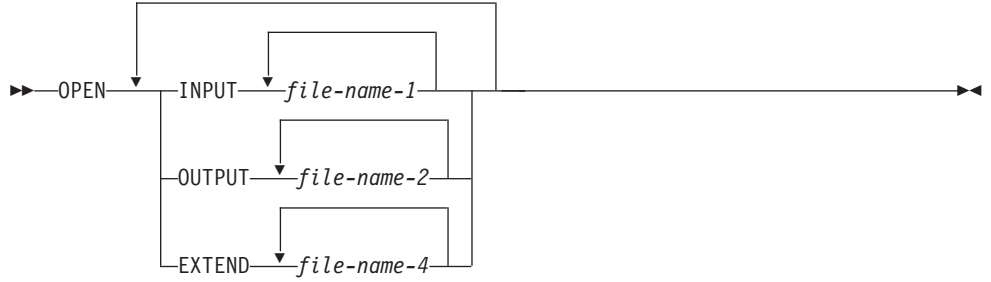 OPEN INPUT file-name-1
OUTPUT file-name-2
EXTEND file-name-4